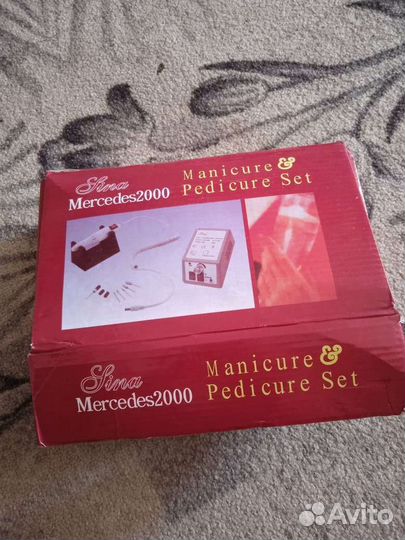 Sina
Mercedes2000
Manicure &
Pedicure Set
Sina
Mercedes2000
Manicure &
Pedicure Set
Avito